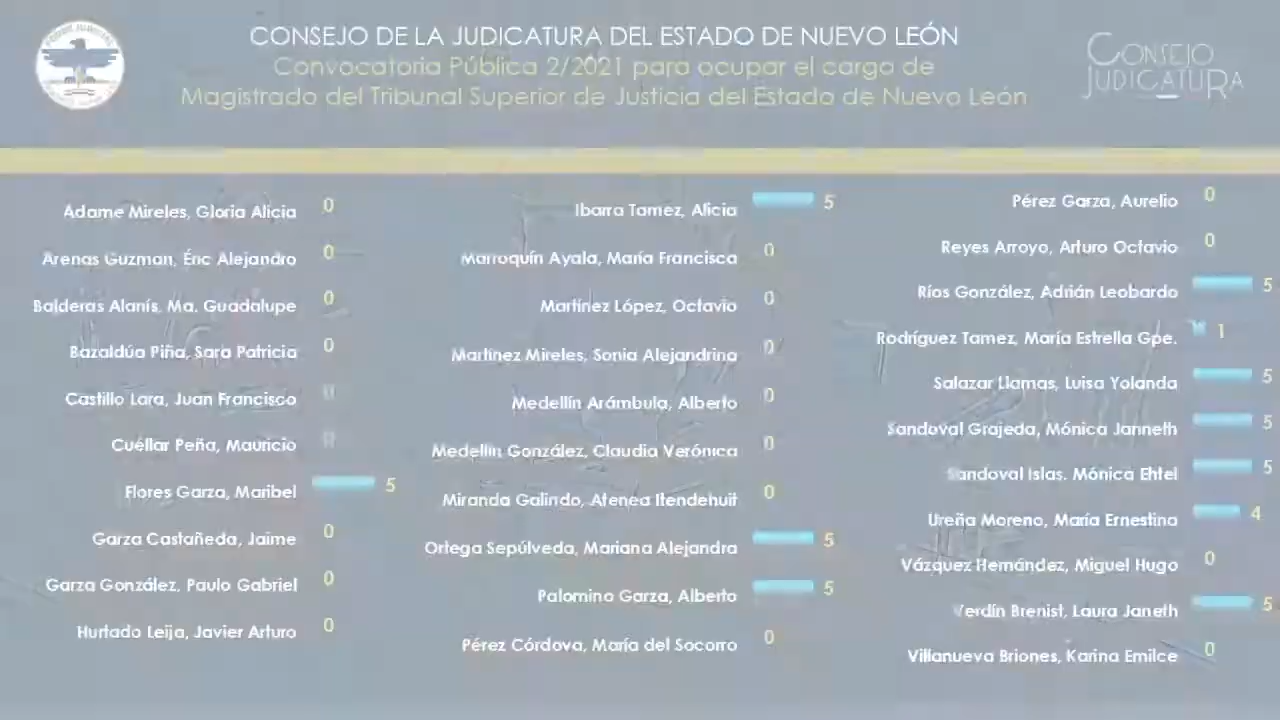 CONSEJO DE LA JUDICATURA DEL ESTADO DE NUEVO LEÓN
Convocatoria Pública 2/2021 para ocupar el cargo de
Magistrado del Tribunal Superior de Justicia del Estado de Nuevo León
CONSEJO
JUDICATURA
Adame Mireles, Gloria Alicia 0
Arenas Guzman, Éric Alejandro 0
Balderas Alanís, Ma. Guadalupe 0
Bazaldúa Piña, Sara Patricia 0
Castillo Lara, Juan Francisco 0
Cuéllar Peña, Mauricio 0
Flores Garza, Maribel 5
Garza Castañeda, Jaime 0
Garza González, Paulo Gabriel 0
Hurtado Leija, Javier Arturo 0
Ibarra Tamez, Alicia 5
Marroquín Ayala, María Francisca 0
Martínez López, Octavio 0
Martínez Mireles, Sonia Alejandrina 0
Medellín Arámbula, Alberto 0
Medellín González, Claudia Verónica 0
Miranda Galindo, Atenea Itendehuit 0
Ortega Sepúlveda, Mariana Alejandra 5
Palomino Garza, Alberto 5
Pérez Córdova, María del Socorro 0
Pérez Garza, Aurelio 0
Reyes Arroyo, Arturo Octavio 0
Ríos González, Adrián Leobardo 5
Rodríguez Tamez, María Estrella Gpe. 1
Salazar Llamas, Luisa Yolanda 5
Sandoval Grajeda, Mónica Janneth 5
Sandoval Islas, Mónica Ehtel 5
Ureña Moreno, María Ernestina 4
Vázquez Hernández, Miguel Hugo 0
Verdín Brenist, Laura Janeth 5
Villanueva Briones, Karina Emilce 0